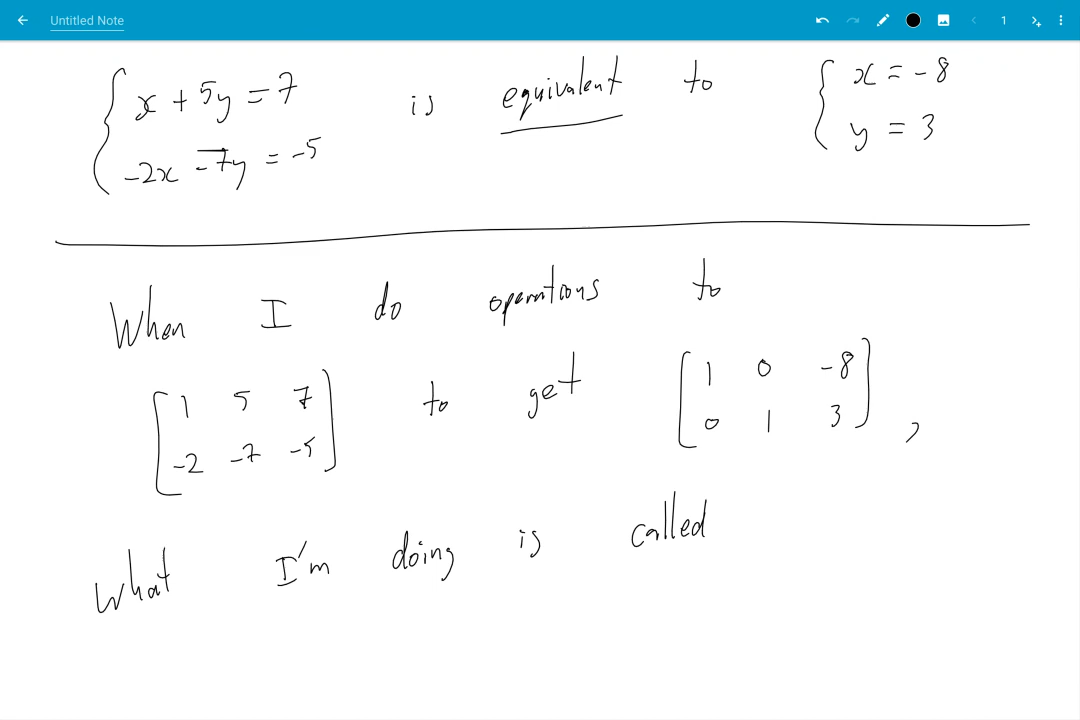 Untitled Note 1
x + 5y = 7 is equivalent to x = -8
-2x - 7y = -5 y = 3
When I do operations to
[1 5 7 to get [1 0 -8
-2 -7 -5] 0 1 3] ,
what I'm doing is called